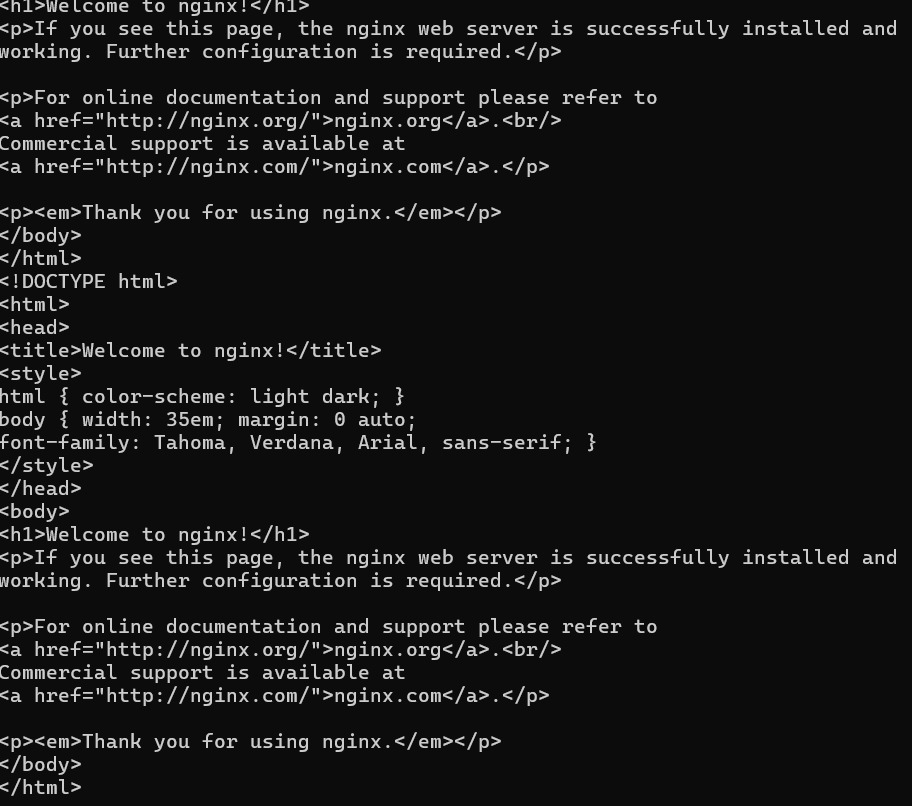 <h1>Welcome to nginx!</h1>
<p>If you see this page, the nginx web server is successfully installed and
working. Further configuration is required.</p>

<p>For online documentation and support please refer to
<a href="http://nginx.org/">nginx.org</a>.<br/>
Commercial support is available at
<a href="http://nginx.com/">nginx.com</a>.</p>

<p><em>Thank you for using nginx.</em></p>
</body>
</html>
<!DOCTYPE html>
<html>
<head>
<title>Welcome to nginx!</title>
<style>
html { color-scheme: light dark; }
body { width: 35em; margin: 0 auto;
font-family: Tahoma, Verdana, Arial, sans-serif; }
</style>
</head>
<body>
<h1>Welcome to nginx!</h1>
<p>If you see this page, the nginx web server is successfully installed and
working. Further configuration is required.</p>

<p>For online documentation and support please refer to
<a href="http://nginx.org/">nginx.org</a>.<br/>
Commercial support is available at
<a href="http://nginx.com/">nginx.com</a>.</p>

<p><em>Thank you for using nginx.</em></p>
</body>
</html>